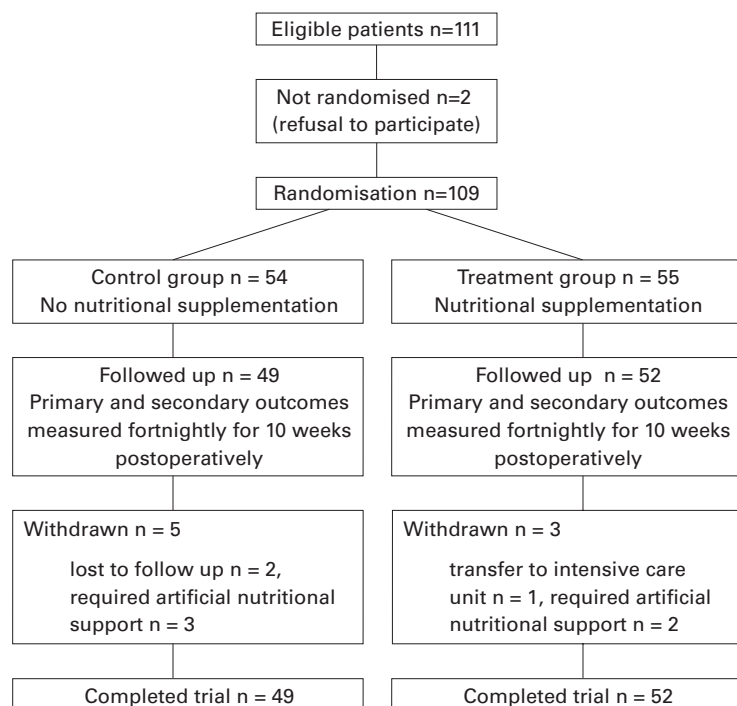 Eligible patients n=111
Not randomised n=2
(refusal to participate)
Randomisation n=109
Control group n = 54
No nutritional supplementation
Treatment group n = 55
Nutritional supplementation
Followed up n = 49
Primary and secondary outcomes
measured fortnightly for 10 weeks
postoperatively
Followed up n = 52
Primary and secondary outcomes
measured fortnightly for 10 weeks
postoperatively
Withdrawn n = 5
lost to follow up n = 2,
required artificial nutritional
support n = 3
Withdrawn n = 3
transfer to intensive care
unit n = 1, required artificial
nutritional support n = 2
Completed trial n = 49
Completed trial n = 52